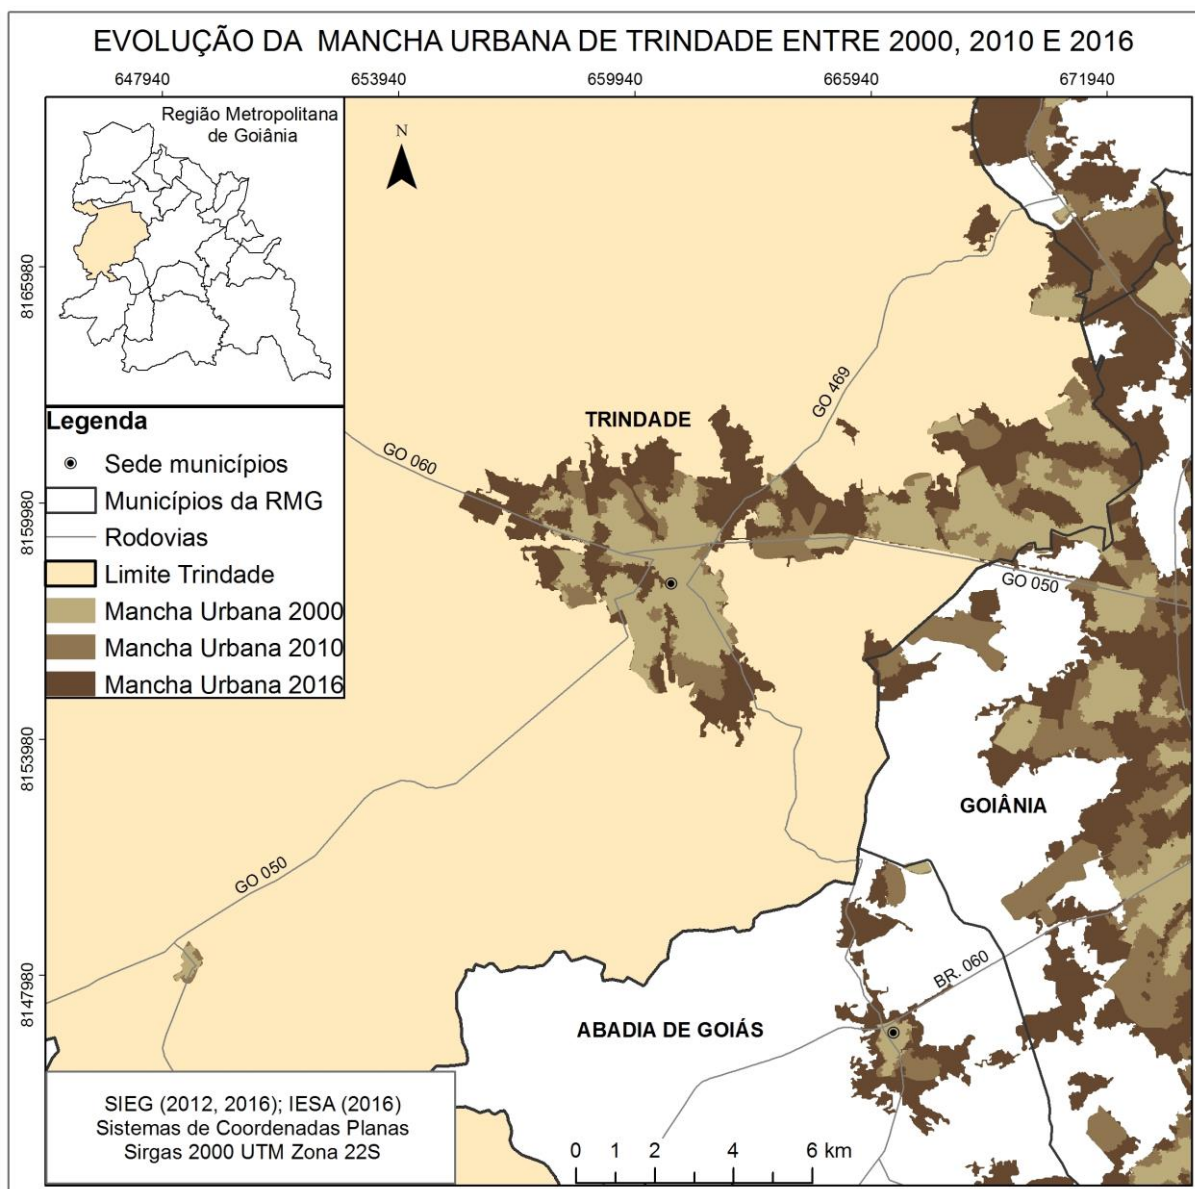 EVOLUÇÃO DA MANCHA URBANA DE TRINDADE ENTRE 2000, 2010 E 2016
647940
653940
659940
665940
671940
Região Metropolitana
de Goiânia
N
8165980
8159980
8153980
8147980
Legenda
Sede municípios
Municípios da RMG
Rodovias
Limite Trindade
Mancha Urbana 2000
Mancha Urbana 2010
Mancha Urbana 2016
GO 469
TRINDADE
GO 060
GO 050
GOIÂNIA
GO 050
BR. 060
ABADIA DE GOIÁS
SIEG (2012, 2016); IESA (2016)
Sistemas de Coordenadas Planas
Sirgas 2000 UTM Zona 22S
0 1 2 4 6 km